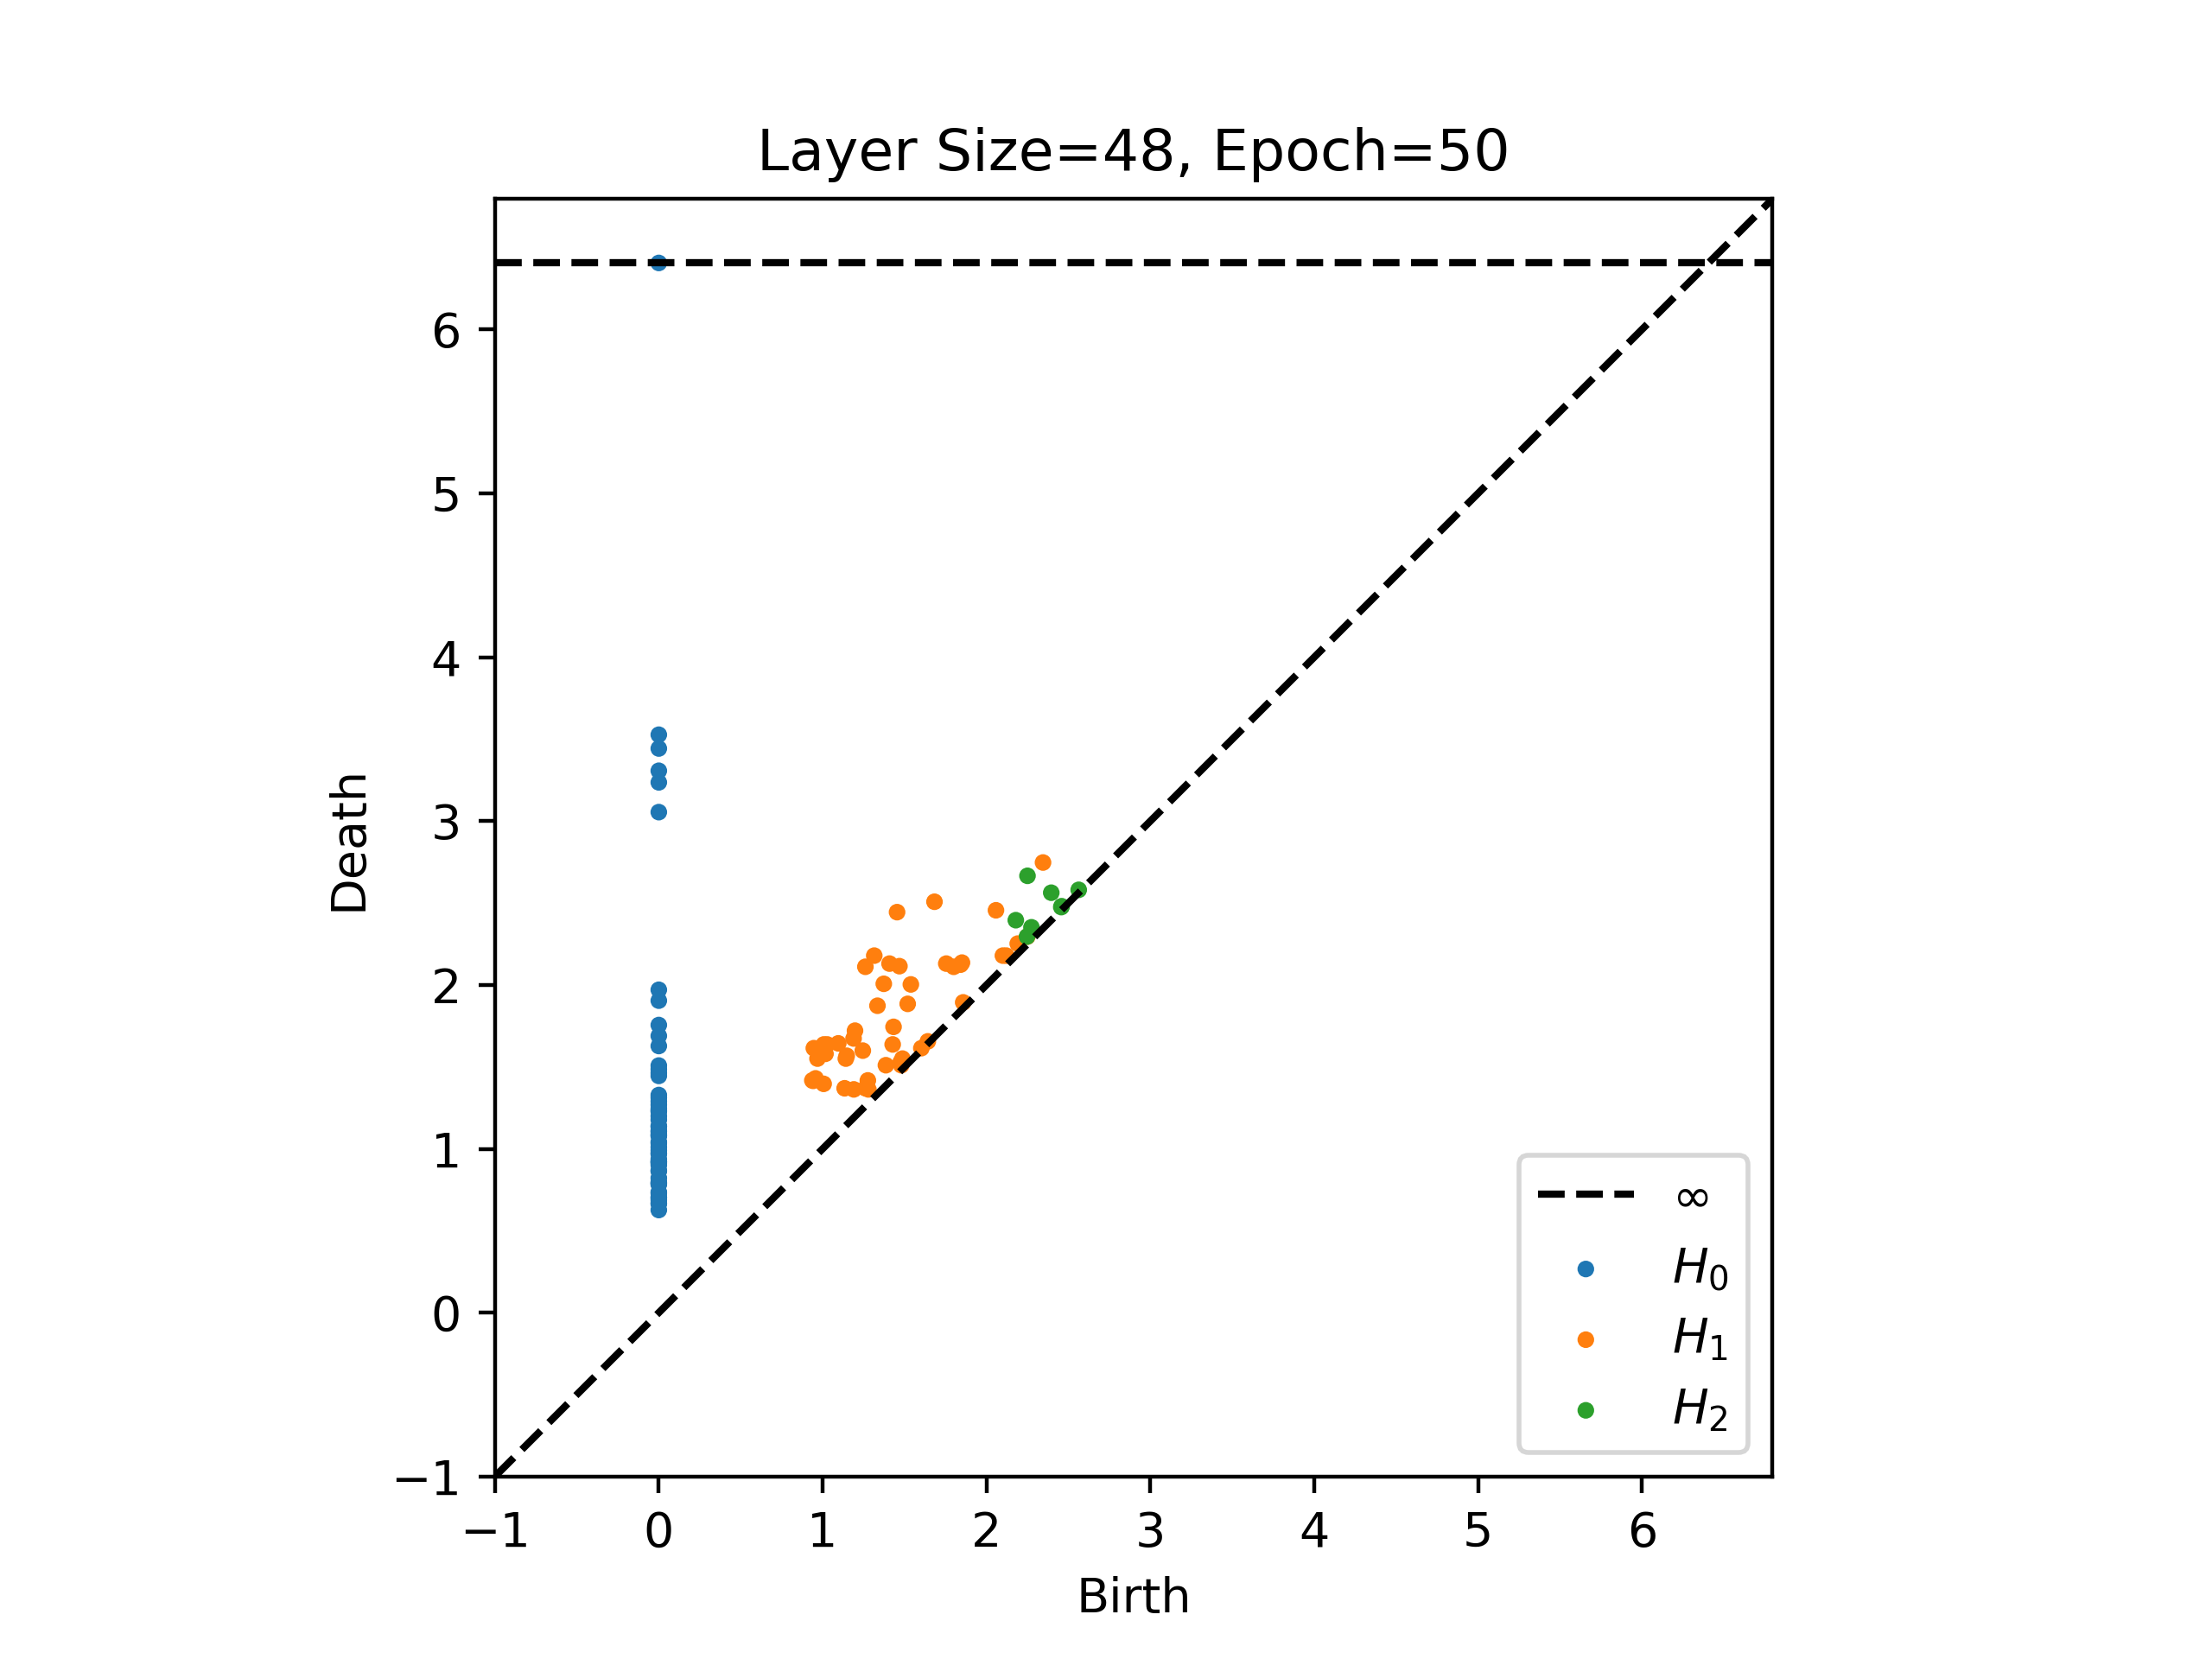 Layer Size=48, Epoch=50
Death
6
5
4
3
2
1
0
−1
−1 0 1 2 3 4 5 6
Birth
∞
H₀
H₁
H₂